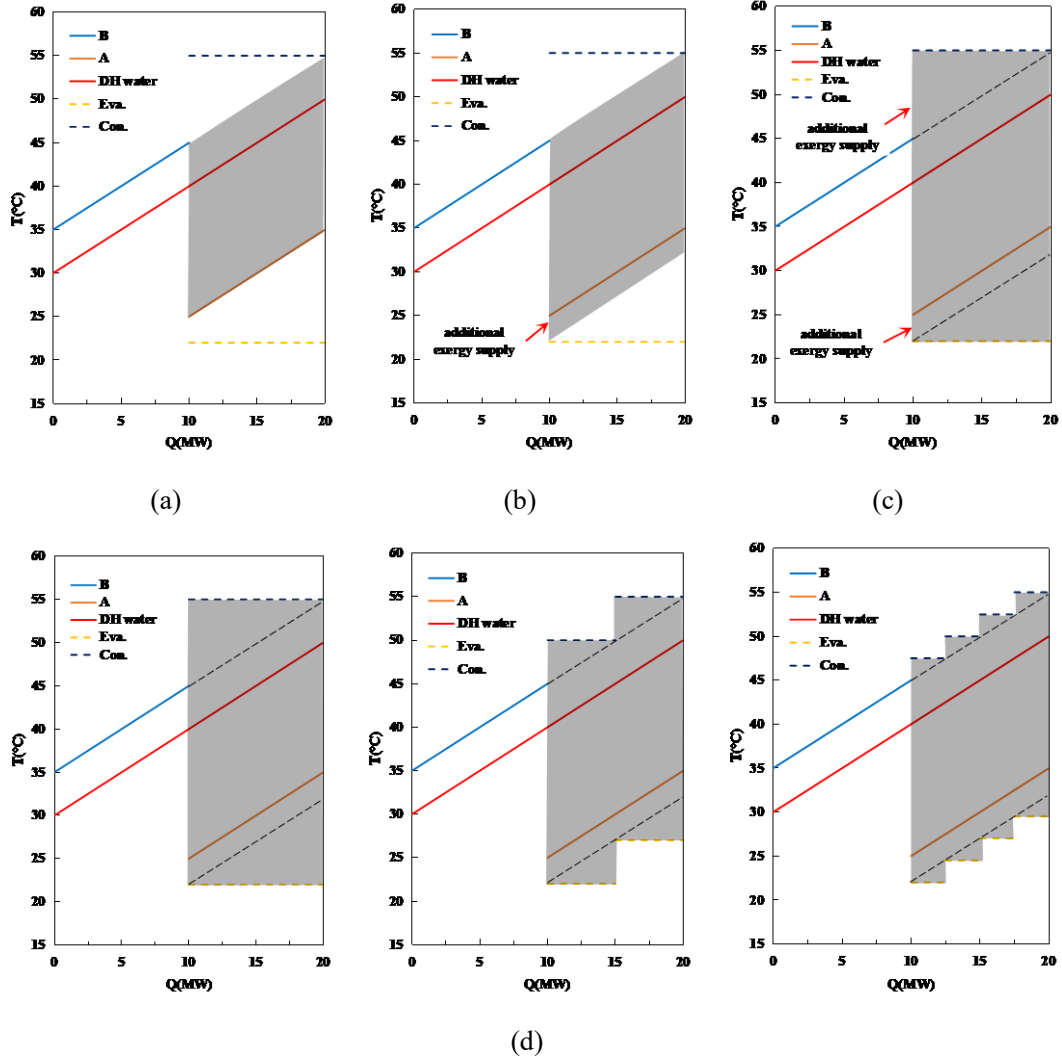 60
55
50
45
40
35
30
25
20
15
T(°C)
B
A
DH water
Eva.
Con.
0 5 10 15 20
Q(MW)
(a)
60
55
50
45
40
35
30
25
20
15
T(°C)
B
A
DH water
Eva.
Con.
additional
exergy supply
0 5 10 15 20
Q(MW)
(b)
60
55
50
45
40
35
30
25
20
15
T(°C)
B
A
DH water
Eva.
Con.
additional
exergy supply
additional
exergy supply
0 5 10 15 20
Q(MW)
(c)
60
55
50
45
40
35
30
25
20
15
T(°C)
B
A
DH water
Eva.
Con.
0 5 10 15 20
Q(MW)
60
55
50
45
40
35
30
25
20
15
T(°C)
B
A
DH water
Eva.
Con.
0 5 10 15 20
Q(MW)
60
55
50
45
40
35
30
25
20
15
T(°C)
B
A
DH water
Eva.
Con.
0 5 10 15 20
Q(MW)
(d)